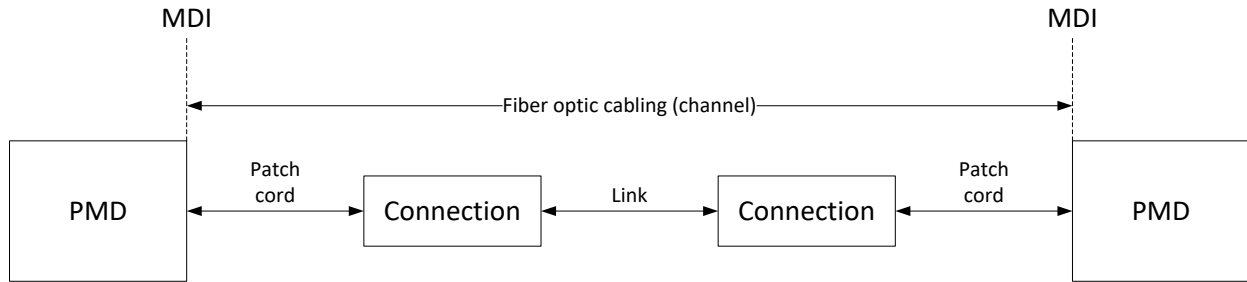 MDI
MDI
Fiber optic cabling (channel)
PMD
Patch
cord
Connection
Link
Connection
Patch
cord
PMD